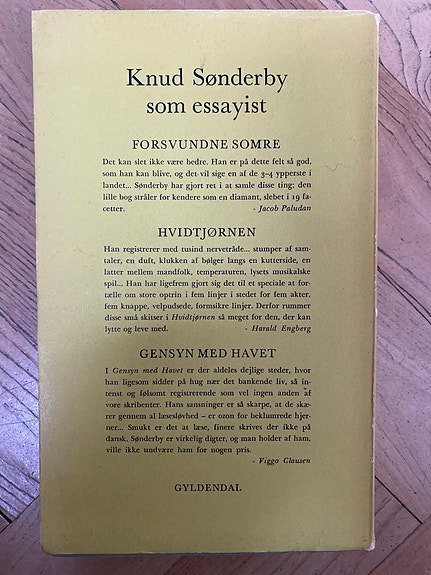 Knud Sønderby
som essayist
FORSVUNDNE SOMRE
Det kan slet ikke være bedre. Han er på dette felt så god,
som han kan blive, og det vil sige en af de 3-4 ypperste i
landet... Sønderby har gjort ret i at samle disse ting; den
lille bog stråler for kendere som en diamant, slebet i 19 fa-
cetter. - Jacob Paludan
HVIDTJØRNEN
Han registrerer med tusind nervetråde... stumper af sam-
taler, en duft, klukken af bølger langs en kutterside, en
latter mellem mandfolk, temperaturen, lysets musikalske
spil... Han har ligefrem gjort sig det til et speciale at for-
tælle om store optrin i fem linjer i stedet for fem akter,
fem knappe, velpudsede, formsikre linjer. Derfor rummer
disse små skitser i Hvidtjørnen så meget for den, der kan
lytte og leve med. - Harald Engberg
GENSYN MED HAVET
I Gensyn med Havet er der aldeles dejlige steder, hvor
han ligesom sidder på hug nær det bankende liv, så in-
tenst og følsomt registrerende som vel ingen anden af
vore skribenter. Hans sansninger er så skarpe, at de skæ-
rer gennem al læsesløvhed – er ozon for beklumrede hjer-
ner... Smukt er det at læse, finere skrives der ikke på
dansk. Sønderby er virkelig digter, og man holder af ham,
ville ikke undvære ham for nogen pris.
- Viggo Clausen
GYLDENDAL